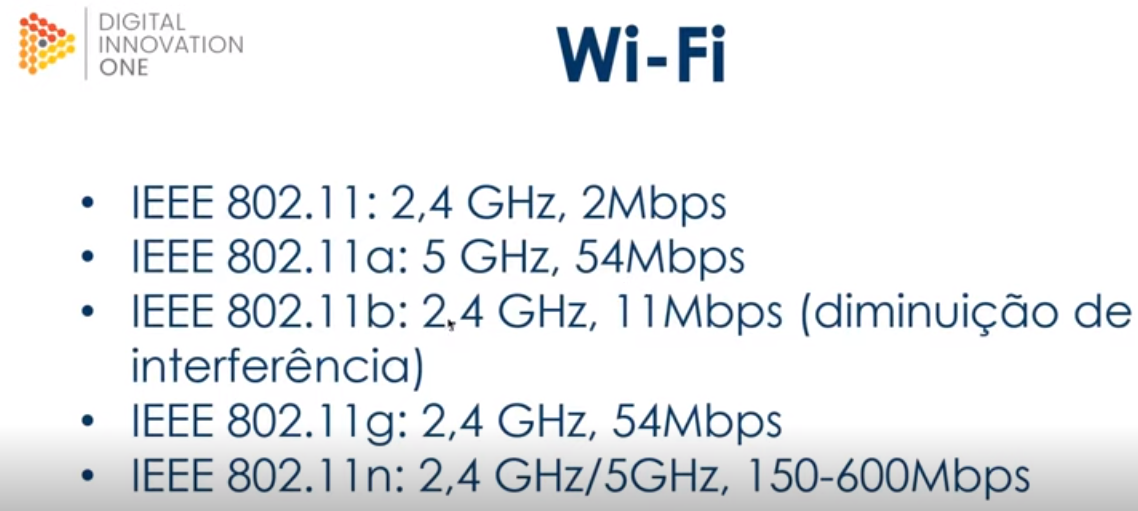 DIGITAL
INNOVATION
ONE
Wi-Fi
• IEEE 802.11: 2,4 GHz, 2Mbps
• IEEE 802.11a: 5 GHz, 54Mbps
• IEEE 802.11b: 2,4 GHz, 11Mbps (diminuição de
interferência)
• IEEE 802.11g: 2,4 GHz, 54Mbps
• IEEE 802.11n: 2,4 GHz/5GHz, 150-600Mbps